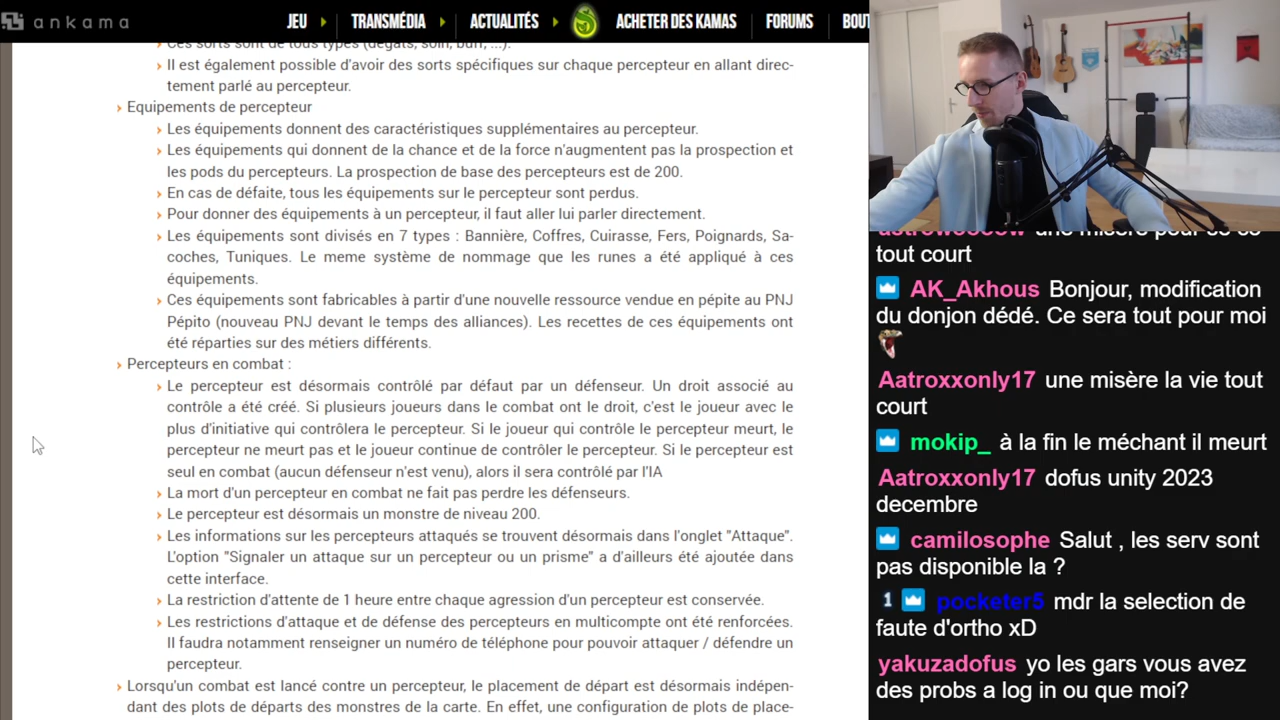 ankama
JEU
TRANSMÉDIA
ACTUALITÉS
ACHETER DES KAMAS
FORUMS
BOUT
Ces sorts sont de tous types (dégâts, soin, buff, ...).
Il est également possible d'avoir des sorts spécifiques sur chaque percepteur en allant direc-
tement parlé au percepteur.
Equipements de percepteur
Les équipements donnent des caractéristiques supplémentaires au percepteur.
Les équipements qui donnent de la chance et de la force n'augmentent pas la prospection et
les pods du percepteurs. La prospection de base des percepteurs est de 200.
En cas de défaite, tous les équipements sur le percepteur sont perdus.
Pour donner des équipements à un percepteur, il faut aller lui parler directement.
Les équipements sont divisés en 7 types : Bannière, Coffres, Cuirasse, Fers, Poignards, Sa-
coches, Tuniques. Le meme système de nommage que les runes a été appliqué à ces
équipements.
Ces équipements sont fabricables à partir d'une nouvelle ressource vendue en pépite au PNJ
Pépito (nouveau PNJ devant le temps des alliances). Les recettes de ces équipements ont
été réparties sur des métiers différents.
Percepteurs en combat :
Le percepteur est désormais contrôlé par défaut par un défenseur. Un droit associé au
contrôle a été créé. Si plusieurs joueurs dans le combat ont le droit, c'est le joueur avec le
plus d'initiative qui contrôlera le percepteur. Si le joueur qui contrôle le percepteur meurt, le
percepteur ne meurt pas et le joueur continue de contrôler le percepteur. Si le percepteur est
seul en combat (aucun défenseur n'est venu), alors il sera contrôlé par l'IA
La mort d'un percepteur en combat ne fait pas perdre les défenseurs.
Le percepteur est désormais un monstre de niveau 200.
Les informations sur les percepteurs attaqués se trouvent désormais dans l'onglet "Attaque".
L'option "Signaler un attaque sur un percepteur ou un prisme" a d'ailleurs été ajoutée dans
cette interface.
La restriction d'attente de 1 heure entre chaque agression d'un percepteur est conservée.
Les restrictions d'attaque et de défense des percepteurs en multicompte ont été renforcées.
Il faudra notamment renseigner un numéro de téléphone pour pouvoir attaquer / défendre un
percepteur.
Lorsqu'un combat est lancé contre un percepteur, le placement de départ est désormais indépen-
dant des plots de départs des monstres de la carte. En effet, une configuration de plots de place-
une misère pour se ce
tout court
AK_Akhous Bonjour, modification
du donjon dédé. Ce sera tout pour moi
Aatroxxonly17 une misère la vie tout
court
mokip_ à la fin le méchant il meurt
Aatroxxonly17 dofus unity 2023
decembre
camilosophe Salut , les serv sont
pas disponible la ?
1 pocketer5 mdr la selection de
faute d'ortho xD
yakuzadofus yo les gars vous avez
des probs a log in ou que moi?